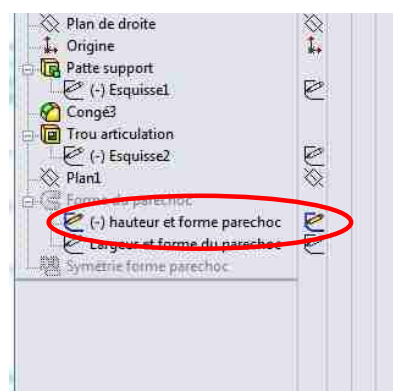 Plan de droite
Origine
Patte support
(-) Esquisse1
Congé3
Trou articulation
(-) Esquisse2
Plan1
Forme du parechoc
(-) hauteur et forme parechoc
Largeur et forme du parechoc
Symétrie forme parechoc